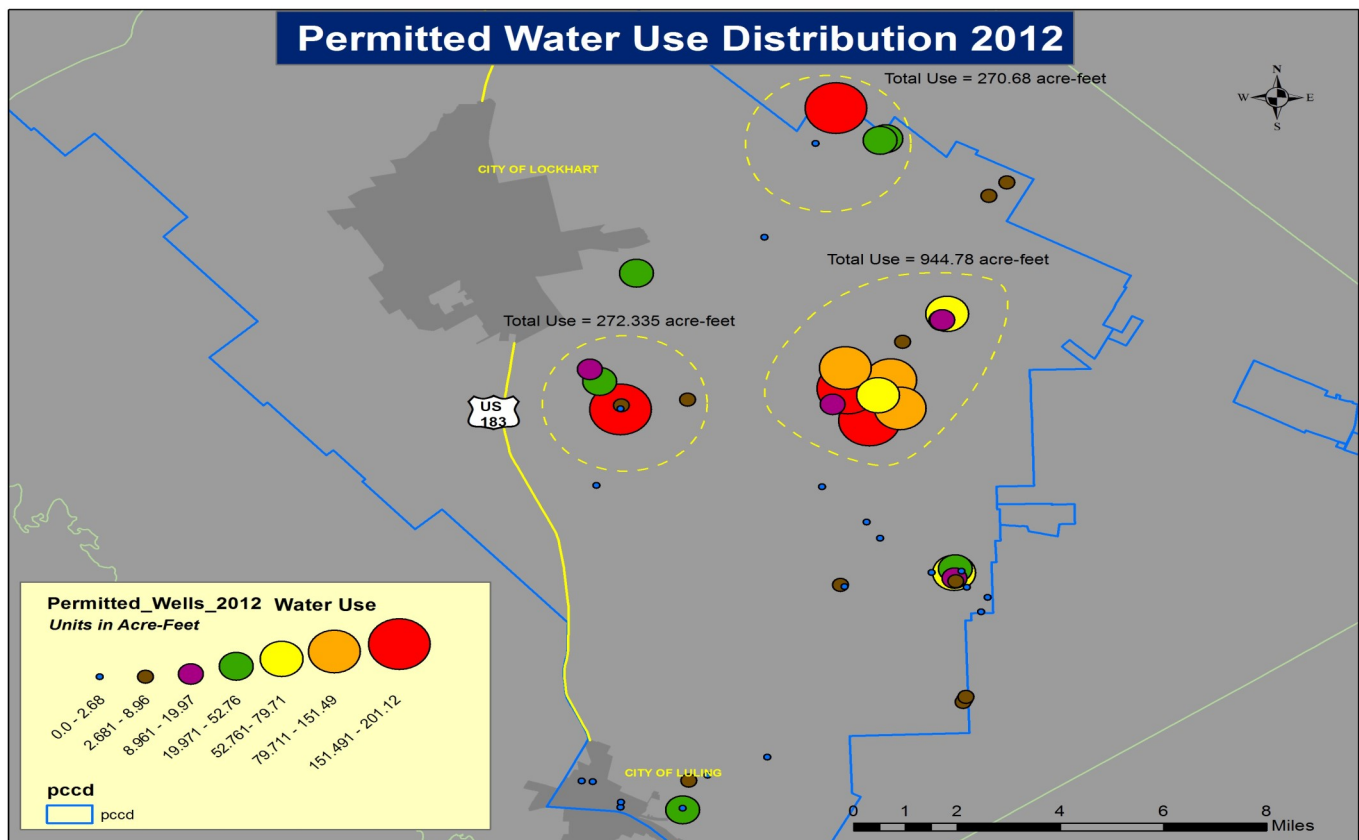 Permitted Water Use Distribution 2012
Total Use = 270.68 acre-feet
N
W E
S
CITY OF LOCKHART
Total Use = 944.78 acre-feet
Total Use = 272.335 acre-feet
US
183
Permitted_Wells_2012 Water Use
Units in Acre-Feet
0.0 - 2.68
2.681 - 8.96
8.961 - 19.97
19.971 - 52.76
52.761 - 79.71
79.711 - 151.49
151.491 - 201.12
pccd
pccd
CITY OF LULING
0 1 2 4 6 8
Miles